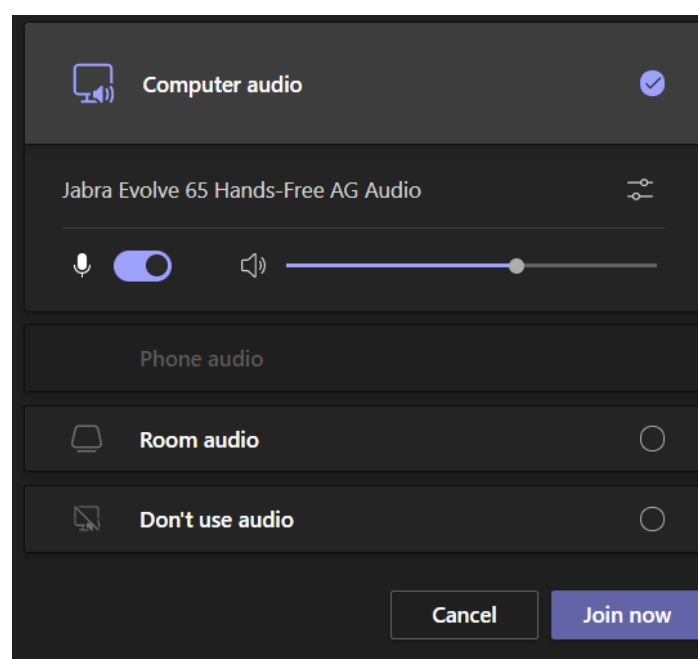 Computer audio
Jabra Evolve 65 Hands-Free AG Audio
Phone audio
Room audio
Don't use audio
Cancel
Join now